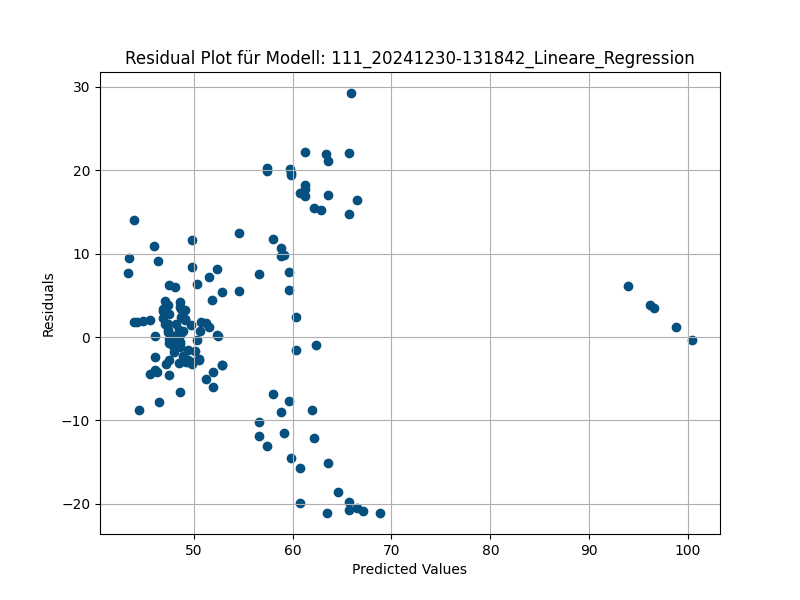 Residual Plot für Modell: 111_20241230-131842_Lineare_Regression
30
20
10
0
−10
−20
Residuals
50 60 70 80 90 100
Predicted Values